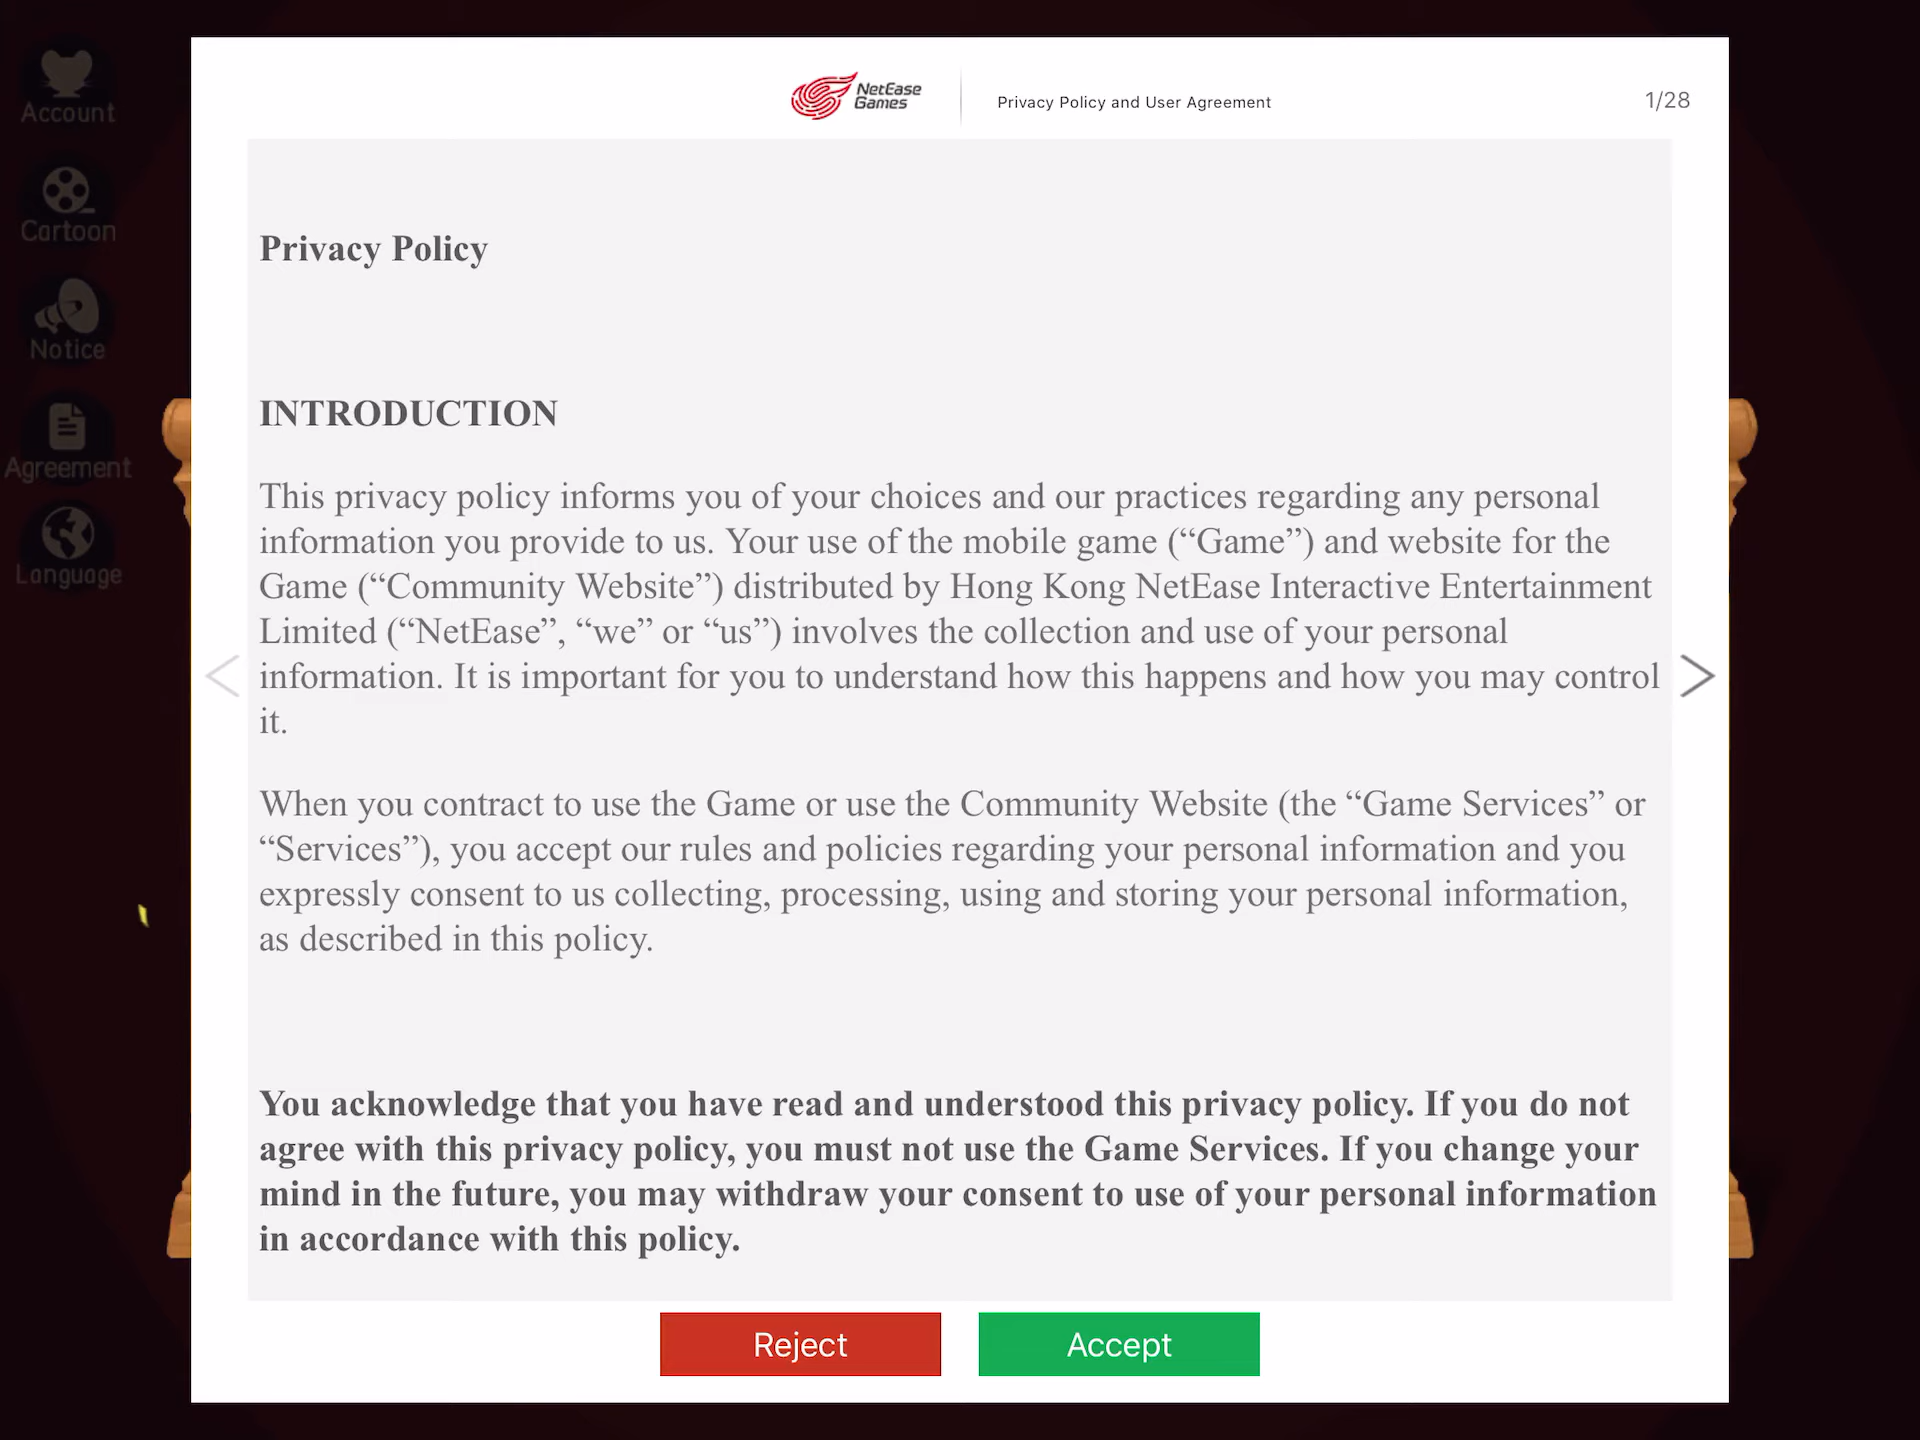 Account
Cartoon
Notice
Agreement
Language
NetEase
Games
Privacy Policy and User Agreement
1/28
Privacy Policy
INTRODUCTION
This privacy policy informs you of your choices and our practices regarding any personal
information you provide to us. Your use of the mobile game (“Game”) and website for the
Game (“Community Website”) distributed by Hong Kong NetEase Interactive Entertainment
Limited (“NetEase”, “we” or “us”) involves the collection and use of your personal
information. It is important for you to understand how this happens and how you may control
it.
When you contract to use the Game or use the Community Website (the “Game Services” or
“Services”), you accept our rules and policies regarding your personal information and you
expressly consent to us collecting, processing, using and storing your personal information,
as described in this policy.
You acknowledge that you have read and understood this privacy policy. If you do not
agree with this privacy policy, you must not use the Game Services. If you change your
mind in the future, you may withdraw your consent to use of your personal information
in accordance with this policy.
Reject
Accept